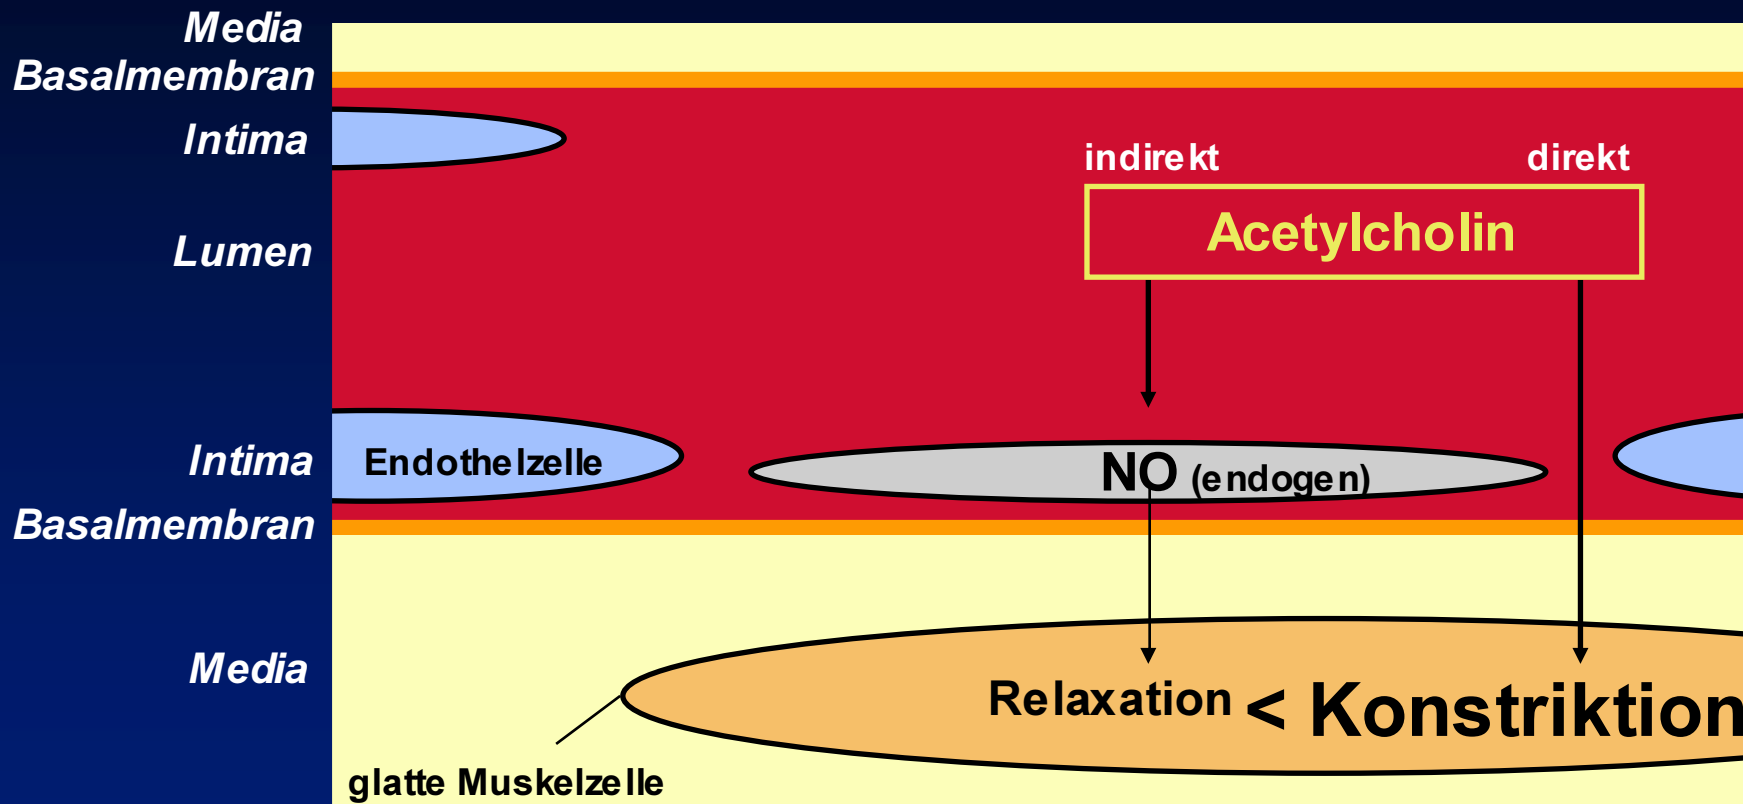 Media
Basalmembran
Intima
indirekt direkt
Acetylcholin
Lumen
Intima Endothelzelle NO (endogen)
Basalmembran
Media
Relaxation < Konstriktion
glatte Muskelzelle